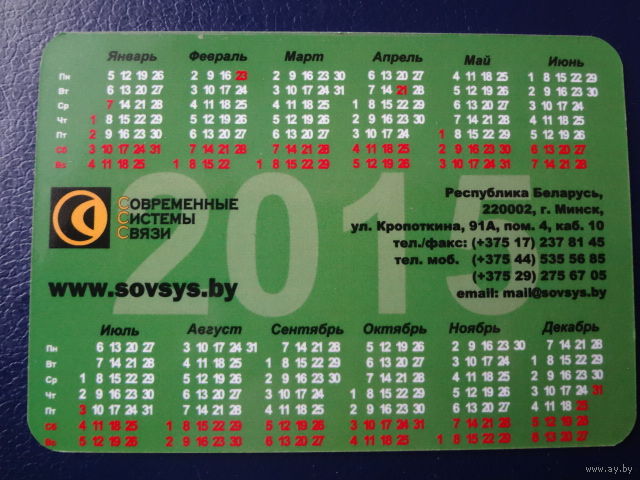 Январь Февраль Март Апрель Май Июнь
Пн 5 12 19 26 2 9 16 23 2 9 16 23 30 6 13 20 27 4 11 18 25 1 8 15 22 29
Вт 6 13 20 27 3 10 17 24 3 10 17 24 31 7 14 21 28 5 12 19 26 2 9 16 23 30
Ср 7 14 21 28 4 11 18 25 4 11 18 25 1 8 15 22 29 6 13 20 27 3 10 17 24
Чт 1 8 15 22 29 5 12 19 26 5 12 19 26 2 9 16 23 30 7 14 21 28 4 11 18 25
Пт 2 9 16 23 30 6 13 20 27 6 13 20 27 3 10 17 24 1 8 15 22 29 5 12 19 26
Сб 3 10 17 24 31 7 14 21 28 7 14 21 28 4 11 18 25 2 9 16 23 30 6 13 20 27
Вс 4 11 18 25 1 8 15 22 1 8 15 22 29 5 12 19 26 3 10 17 24 31 7 14 21 28
2015
СОВРЕМЕННЫЕ
СИСТЕМЫ
СВЯЗИ
www.sovsys.by
Республика Беларусь,
220002, г. Минск,
ул. Кропоткина, 91А, пом. 4, каб. 10
тел./факс: (+375 17) 237 81 45
тел. моб. (+375 44) 535 56 85
(+375 29) 275 67 05
email: mail@sovsys.by
Июль Август Сентябрь Октябрь Ноябрь Декабрь
Пн 6 13 20 27 3 10 17 24 31 7 14 21 28 5 12 19 26 2 9 16 23 30 7 14 21 28
Вт 7 14 21 28 4 11 18 25 1 8 15 22 29 6 13 20 27 3 10 17 24 1 8 15 22 29
Ср 1 8 15 22 29 5 12 19 26 2 9 16 23 30 7 14 21 28 4 11 18 25 2 9 16 23 30
Чт 2 9 16 23 30 6 13 20 27 3 10 17 24 1 8 15 22 29 5 12 19 26 3 10 17 24 31
Пт 3 10 17 24 31 7 14 21 28 4 11 18 25 2 9 16 23 30 6 13 20 27 4 11 18 25
Сб 4 11 18 25 1 8 15 22 29 5 12 19 26 3 10 17 24 31 7 14 21 28 5 12 19 26
Вс 5 12 19 26 2 9 16 23 30 6 13 20 27 4 11 18 25 1 8 15 22 29 6 13 20 27
www.ay.by